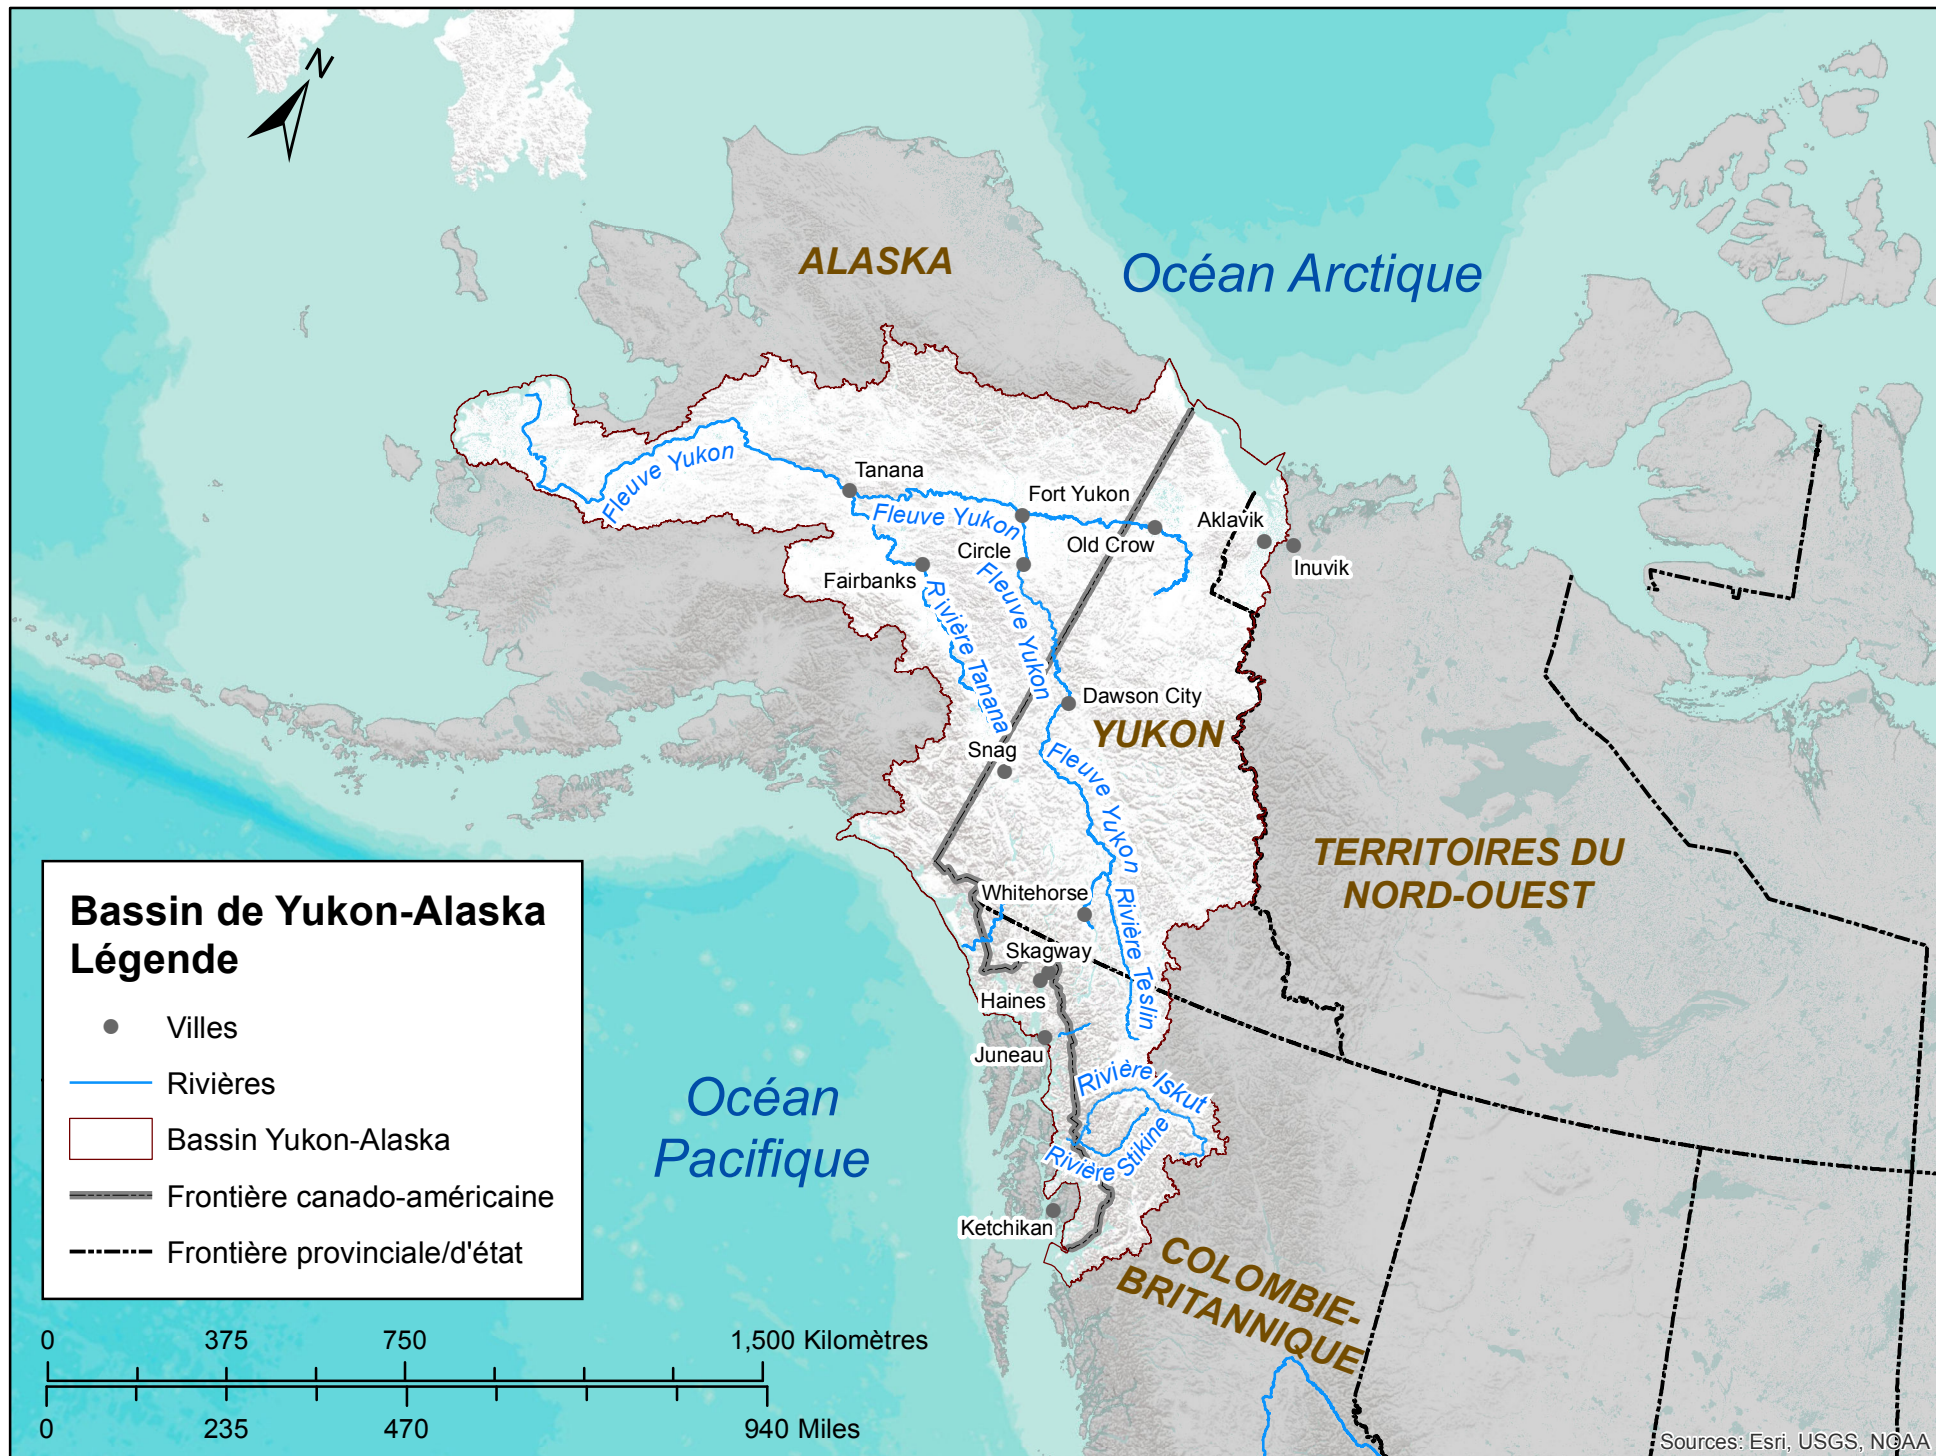 N
ALASKA
Océan Arctique
Fleuve Yukon
Tanana
Fort Yukon
Fleuve Yukon
Aklavik
Old Crow
Circle
Inuvik
Fairbanks
Fleuve Yukon
Rivière Tanana
Dawson City
YUKON
Snag
Fleuve Yukon
TERRITOIRES DU
NORD-OUEST
Whitehorse
Rivière Teslin
Skagway
Haines
Juneau
Rivière Iskut
Rivière Stikine
Océan
Pacifique
Ketchikan
COLOMBIE-
BRITANNIQUE
Bassin de Yukon-Alaska
Légende
Villes
Rivières
Bassin Yukon-Alaska
Frontière canado-américaine
Frontière provinciale/d'état
0 375 750 1,500 Kilomètres
0 235 470 940 Miles
Sources: Esri, USGS, NOAA